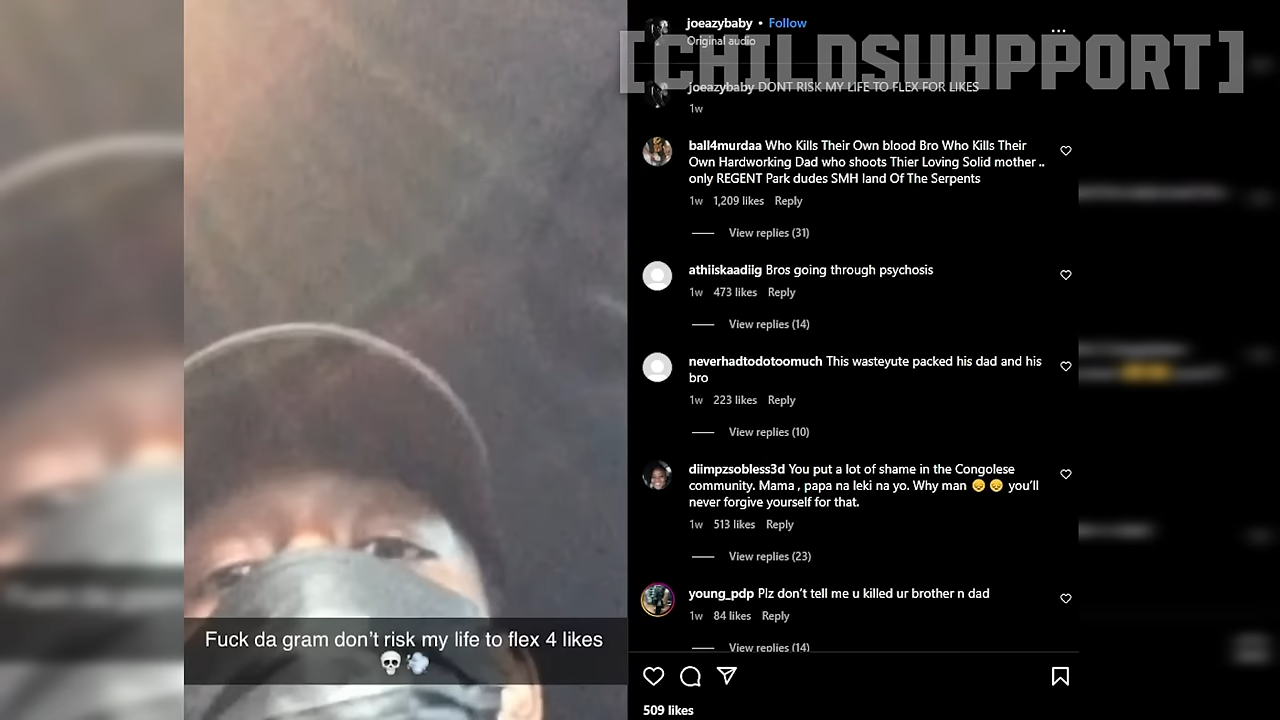 joeazybaby • Follow
Original audio
[CHILDSUHPPORT]
joeazybaby DONT RISK MY LIFE TO FLEX FOR LIKES
1w
ball4murdaa Who Kills Their Own blood Bro Who Kills Their
Own Hardworking Dad who shoots Thier Loving Solid mother ..
only REGENT Park dudes SMH land Of The Serpents
1w 1,209 likes Reply
View replies (31)
athiiskaadiig Bros going through psychosis
1w 473 likes Reply
View replies (14)
neverhadtodotoomuch This wasteyute packed his dad and his
bro
1w 223 likes Reply
View replies (10)
diimpzsobless3d You put a lot of shame in the Congolese
community. Mama , papa na leki na yo. Why man 😞 😞 you’ll
never forgive yourself for that.
1w 513 likes Reply
View replies (23)
young_pdp Plz don’t tell me u killed ur brother n dad
1w 84 likes Reply
View replies (14)
509 likes
Fuck da gram don’t risk my life to flex 4 likes
💀💨